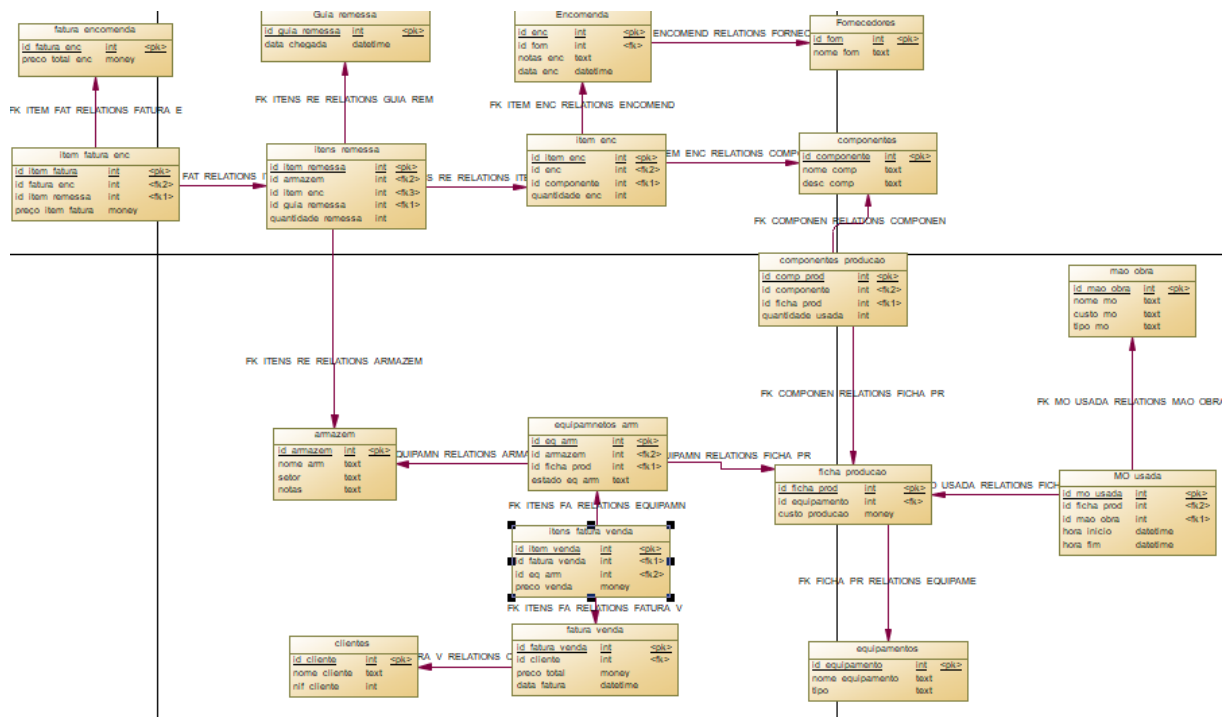 fatura encomenda
id fatura enc int <pk>
preco total enc money
Guia remessa
id guia remessa int <pk>
data chegada datetime
Encomenda
id enc int <pk>
id forn int <fk>
notas enc text
data enc datetime
ENCOMEND RELATIONS FORNEC
Fornecedores
id forn int <pk>
nome forn text
FK ITEM FAT RELATIONS FATURA E
FK ITENS RE RELATIONS GUIA REM
FK ITEM ENC RELATIONS ENCOMEND
item fatura enc
id item fatura int <pk>
id fatura enc int <fk2>
id item remessa int <fk1>
preço item fatura money
FAT RELATIONS I
itens remessa
id item remessa int <pk>
id armazem int <fk2>
id item enc int <fk3>
id guia remessa int <fk1>
quantidade remessa int
S RE RELATIONS ITE
item enc
id item enc int <pk>
id enc int <fk2>
id componente int <fk1>
quantidade enc int
EM ENC RELATIONS COMP
componentes
id componente int <pk>
nome comp text
desc comp text
FK COMPONEN RELATIONS COMPONEN
componentes producao
id comp prod int <pk>
id componente int <fk2>
id ficha prod int <fk1>
quantidade usada int
mao obra
id mao obra int <pk>
nome mo text
custo mo text
tipo mo text
FK ITENS RE RELATIONS ARMAZEM
FK COMPONEN RELATIONS FICHA PR
FK MO USADA RELATIONS MAO OBRA
armazem
id armazem int <pk>
nome arm text
setor text
notas text
EQUIPAMN RELATIONS ARMA
equipamnetos arm
id eq arm int <pk>
id armazem int <fk2>
id ficha prod int <fk1>
estado eq arm text
UIPAMN RELATIONS FICHA PR
ficha producao
id ficha prod int <pk>
id equipamento int <fk>
custo producao money
O USADA RELATIONS FICH
MO usada
id mo usada int <pk>
id ficha prod int <fk2>
id mao obra int <fk1>
hora inicio datetime
hora fim datetime
FK ITENS FA RELATIONS EQUIPAMN
itens fatura venda
id item venda int <pk>
id fatura venda int <fk1>
id eq arm int <fk2>
preco venda money
FK ITENS FA RELATIONS FATURA V
FK FICHA PR RELATIONS EQUIPAME
clientes
id cliente int <pk>
nome cliente text
nif cliente int
RA V RELATIONS C
fatura venda
id fatura venda int <pk>
id cliente int <fk>
preco total money
data fatura datetime
equipamentos
id equipamento int <pk>
nome equipamento text
tipo text